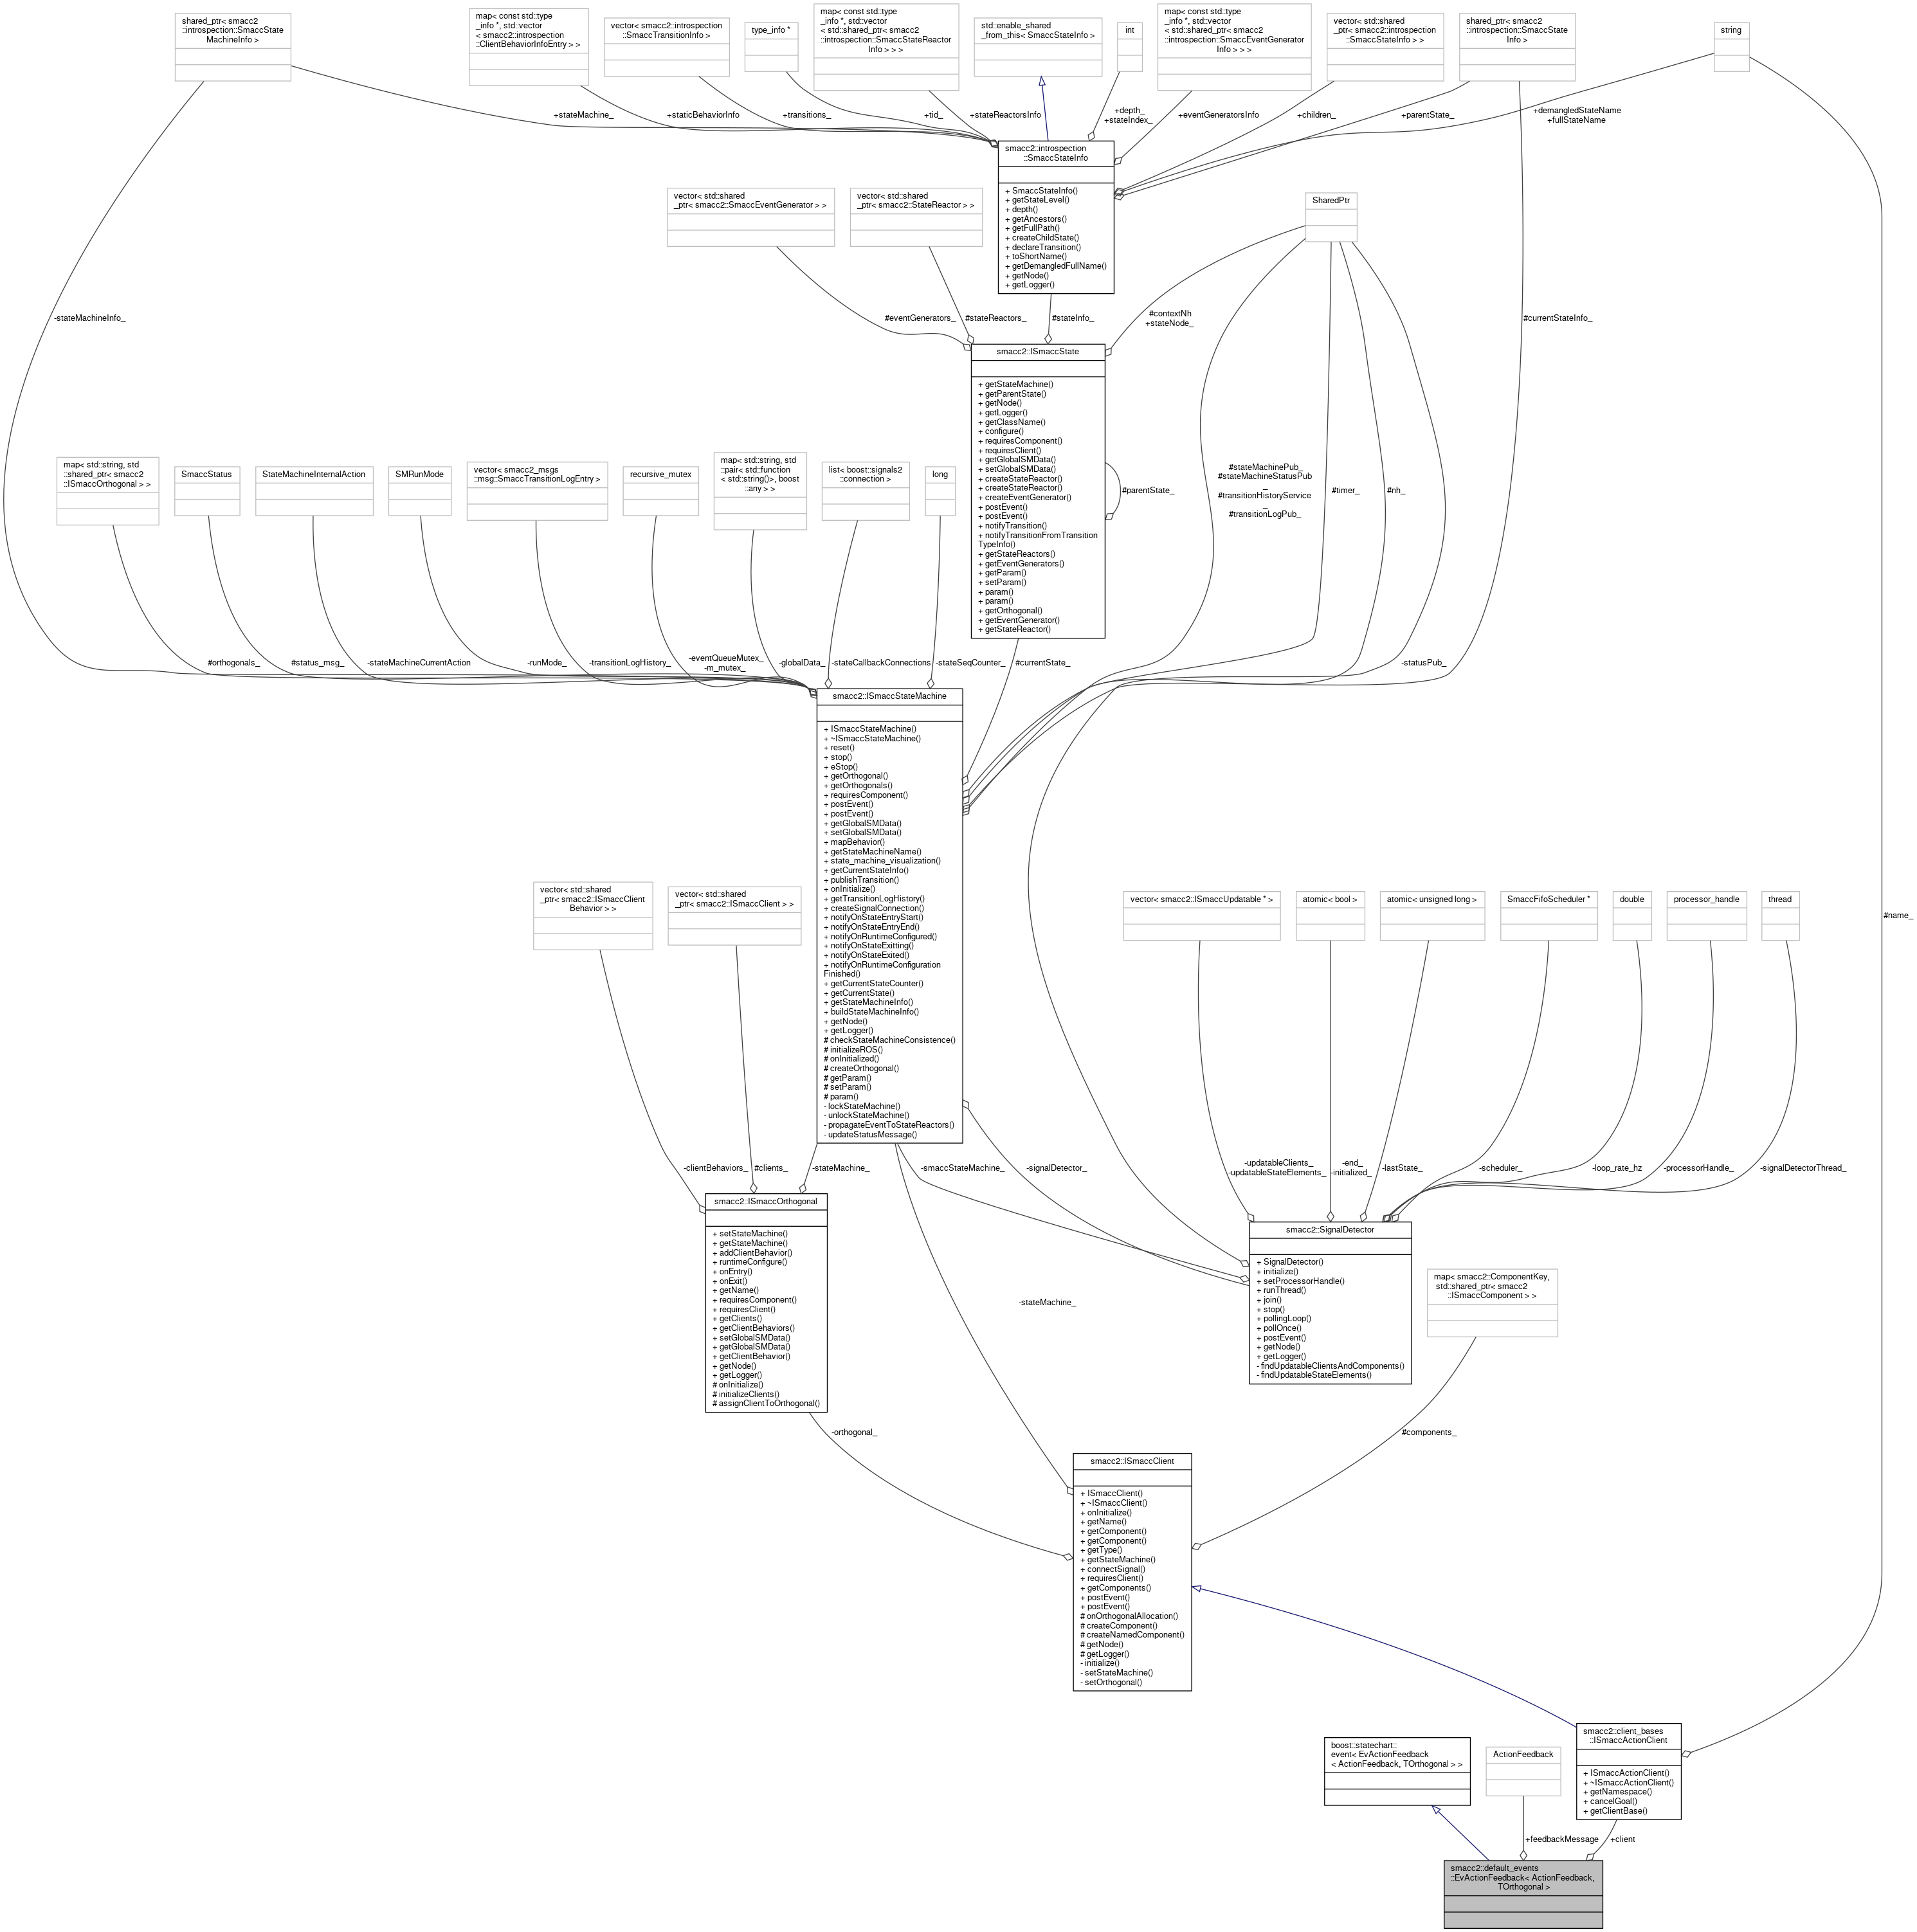 shared_ptr< smacc2
::introspection::SmaccState
MachineInfo >
map< const std::type
_info *, std::vector
< smacc2::introspection
::ClientBehaviorInfoEntry > >
vector< smacc2::introspection
::SmaccTransitionInfo >
type_info *
map< const std::type
_info *, std::vector
< std::shared_ptr< smacc2
::introspection::SmaccStateReactor
Info > > >
std::enable_shared
_from_this< SmaccStateInfo >
int
map< const std::type
_info *, std::vector
< std::shared_ptr< smacc2
::introspection::SmaccEventGenerator
Info > > >
vector< std::shared
_ptr< smacc2::introspection
::SmaccStateInfo > >
shared_ptr< smacc2
::introspection::SmaccState
Info >
string
+stateMachine_
+staticBehaviorInfo
+transitions_
+tid_
+stateReactorsInfo
+depth_
+stateIndex_
+eventGeneratorsInfo
+children_
+parentState_
+demangledStateName
+fullStateName
smacc2::introspection
::SmaccStateInfo
+ SmaccStateInfo()
+ getStateLevel()
+ depth()
+ getAncestors()
+ getFullPath()
+ createChildState()
+ declareTransition()
+ toShortName()
+ getDemangledFullName()
+ getNode()
+ getLogger()
vector< std::shared
_ptr< smacc2::SmaccEventGenerator > >
vector< std::shared
_ptr< smacc2::StateReactor > >
SharedPtr
-stateMachineInfo_
#eventGenerators_
#stateReactors_
#stateInfo_
#contextNh
+stateNode_
#currentStateInfo_
smacc2::ISmaccState
+ getStateMachine()
+ getParentState()
+ getNode()
+ getLogger()
+ getClassName()
+ configure()
+ requiresComponent()
+ requiresClient()
+ getGlobalSMData()
+ setGlobalSMData()
+ createStateReactor()
+ createStateReactor()
+ createEventGenerator()
+ postEvent()
+ postEvent()
+ notifyTransition()
+ notifyTransitionFromTransition
TypeInfo()
+ getStateReactors()
+ getEventGenerators()
+ getParam()
+ setParam()
+ param()
+ param()
+ getOrthogonal()
+ getEventGenerator()
+ getStateReactor()
#parentState_
#stateMachinePub_
#stateMachineStatusPub
_
#transitionHistoryService
_
#transitionLogPub_
#timer_
#nh_
map< std::string, std
::shared_ptr< smacc2
::ISmaccOrthogonal > >
SmaccStatus
StateMachineInternalAction
SMRunMode
vector< smacc2_msgs
::msg::SmaccTransitionLogEntry >
recursive_mutex
map< std::string, std
::pair< std::function
< std::string()>, boost
::any > >
list< boost::signals2
::connection >
long
#orthogonals_
#status_msg_
-stateMachineCurrentAction
-runMode_
-transitionLogHistory_
-eventQueueMutex_
-m_mutex_
-globalData_
-stateCallbackConnections
-stateSeqCounter_
#currentState_
-statusPub_
smacc2::ISmaccStateMachine
+ ISmaccStateMachine()
+ ~ISmaccStateMachine()
+ reset()
+ stop()
+ eStop()
+ getOrthogonal()
+ getOrthogonals()
+ requiresComponent()
+ postEvent()
+ postEvent()
+ getGlobalSMData()
+ setGlobalSMData()
+ mapBehavior()
+ getStateMachineName()
+ state_machine_visualization()
+ getCurrentStateInfo()
+ publishTransition()
+ onInitialize()
+ getTransitionLogHistory()
+ createSignalConnection()
+ notifyOnStateEntryStart()
+ notifyOnStateEntryEnd()
+ notifyOnRuntimeConfigured()
+ notifyOnStateExitting()
+ notifyOnStateExited()
+ notifyOnRuntimeConfiguration
Finished()
+ getCurrentStateCounter()
+ getCurrentState()
+ getStateMachineInfo()
+ buildStateMachineInfo()
+ getNode()
+ getLogger()
# checkStateMachineConsistence()
# initializeROS()
# onInitialized()
# createOrthogonal()
# getParam()
# setParam()
# param()
- lockStateMachine()
- unlockStateMachine()
- propagateEventToStateReactors()
- updateStatusMessage()
vector< std::shared
_ptr< smacc2::ISmaccClient
Behavior > >
vector< std::shared
_ptr< smacc2::ISmaccClient > >
vector< smacc2::ISmaccUpdatable * >
atomic< bool >
atomic< unsigned long >
SmaccFifoScheduler *
double
processor_handle
thread
#name_
-clientBehaviors_
#clients_
-stateMachine_
-smaccStateMachine_
-signalDetector_
-updatableClients_
-updatableStateElements_
-end_
-initialized_
-lastState_
-scheduler_
-loop_rate_hz
-processorHandle_
-signalDetectorThread_
smacc2::ISmaccOrthogonal
+ setStateMachine()
+ getStateMachine()
+ addClientBehavior()
+ runtimeConfigure()
+ onEntry()
+ onExit()
+ getName()
+ requiresComponent()
+ requiresClient()
+ getClients()
+ getClientBehaviors()
+ setGlobalSMData()
+ getGlobalSMData()
+ getClientBehavior()
+ getNode()
+ getLogger()
# onInitialize()
# initializeClients()
# assignClientToOrthogonal()
smacc2::SignalDetector
+ SignalDetector()
+ initialize()
+ setProcessorHandle()
+ runThread()
+ join()
+ stop()
+ pollingLoop()
+ pollOnce()
+ postEvent()
+ getNode()
+ getLogger()
- findUpdatableClientsAndComponents()
- findUpdatableStateElements()
map< smacc2::ComponentKey,
std::shared_ptr< smacc2
::ISmaccComponent > >
-stateMachine_
-orthogonal_
#components_
smacc2::ISmaccClient
+ ISmaccClient()
+ ~ISmaccClient()
+ onInitialize()
+ getName()
+ getComponent()
+ getComponent()
+ getType()
+ getStateMachine()
+ connectSignal()
+ requiresClient()
+ getComponents()
+ postEvent()
+ postEvent()
# onOrthogonalAllocation()
# createComponent()
# createNamedComponent()
# getNode()
# getLogger()
- initialize()
- setStateMachine()
- setOrthogonal()
smacc2::client_bases
::ISmaccActionClient
+ ISmaccActionClient()
+ ~ISmaccActionClient()
+ getNamespace()
+ cancelGoal()
+ getClientBase()
boost::statechart::
event< EvActionFeedback
< ActionFeedback, TOrthogonal > >
ActionFeedback
+feedbackMessage
+client
smacc2::default_events
::EvActionFeedback< ActionFeedback,
TOrthogonal >